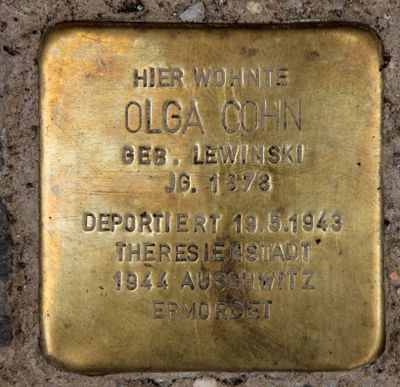 HIER WOHNTE
OLGA COHN
GEB. LEWINSKI
JG. 1878
DEPORTIERT 19.5.1943
THERESIENSTADT
1944 AUSCHWITZ
ERMORDET